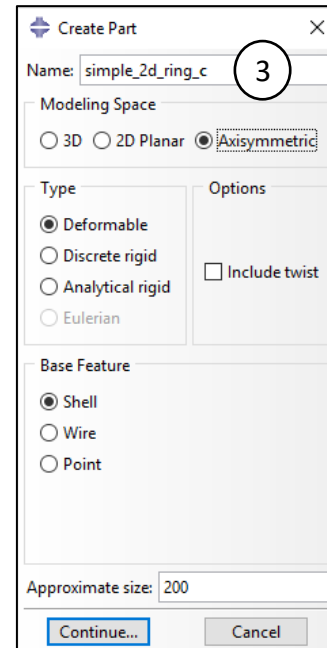 Create Part
Name: simple_2d_ring_c
3
Modeling Space
3D 2D Planar Axisymmetric
Type Options
Deformable
Discrete rigid
Include twist
Analytical rigid
Eulerian
Base Feature
Shell
Wire
Point
Approximate size: 200
Continue... Cancel